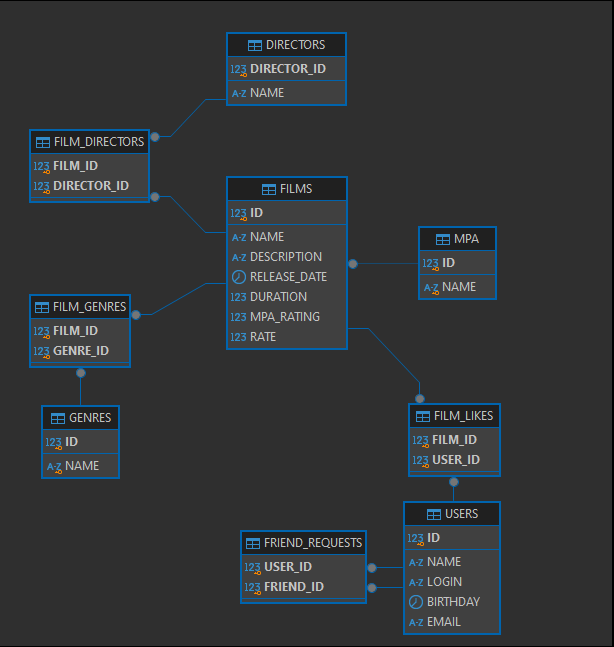 DIRECTORS
123 DIRECTOR_ID
A-Z NAME
FILM_DIRECTORS
123 FILM_ID
123 DIRECTOR_ID
FILMS
123 ID
A-Z NAME
A-Z DESCRIPTION
RELEASE_DATE
123 DURATION
123 MPA_RATING
123 RATE
MPA
123 ID
A-Z NAME
FILM_GENRES
123 FILM_ID
123 GENRE_ID
GENRES
123 ID
A-Z NAME
FILM_LIKES
123 FILM_ID
123 USER_ID
USERS
123 ID
A-Z NAME
A-Z LOGIN
BIRTHDAY
A-Z EMAIL
FRIEND_REQUESTS
123 USER_ID
123 FRIEND_ID